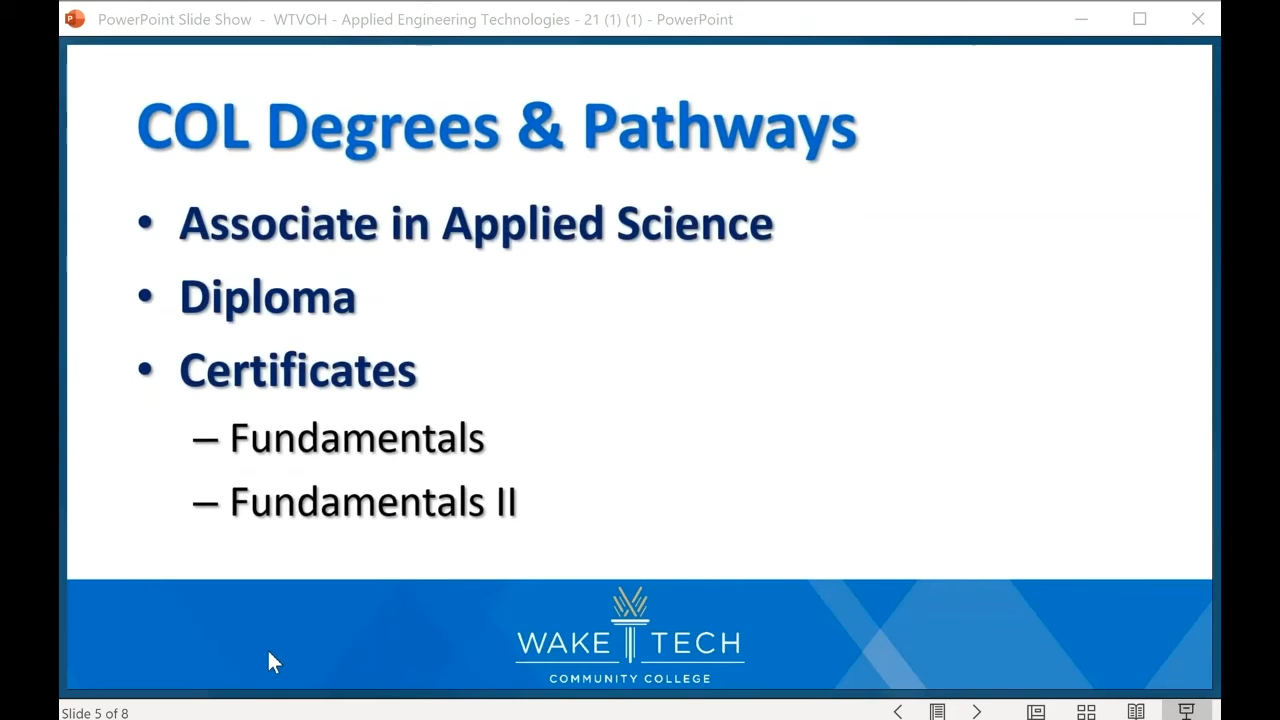 PowerPoint Slide Show - WTVOH - Applied Engineering Technologies - 21 (1) (1) - PowerPoint
COL Degrees & Pathways
• Associate in Applied Science
• Diploma
• Certificates
– Fundamentals
– Fundamentals II
WAKE TECH
COMMUNITY COLLEGE
Slide 5 of 8